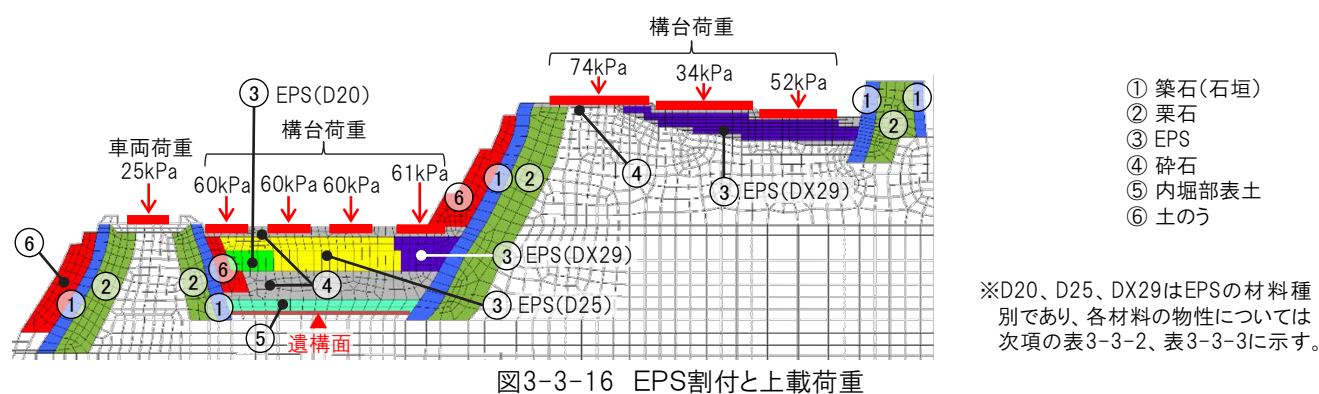 構台荷重
74kPa
34kPa
52kPa
③ EPS(D20)
構台荷重
車両荷重
25kPa
60kPa
60kPa
60kPa
61kPa
①
②
①
⑥
①
②
④
③ EPS(DX29)
⑥
②
①
②
①
⑥
④
③ EPS(DX29)
③ EPS(D25)
⑤
遺構面
① 築石(石垣)
② 栗石
③ EPS
④ 砕石
⑤ 内堀部表土
⑥ 土のう
※D20、D25、DX29はEPSの材料種
別であり、各材料の物性については
次項の表3-3-2、表3-3-3に示す。
図3-3-16 EPS割付と上載荷重